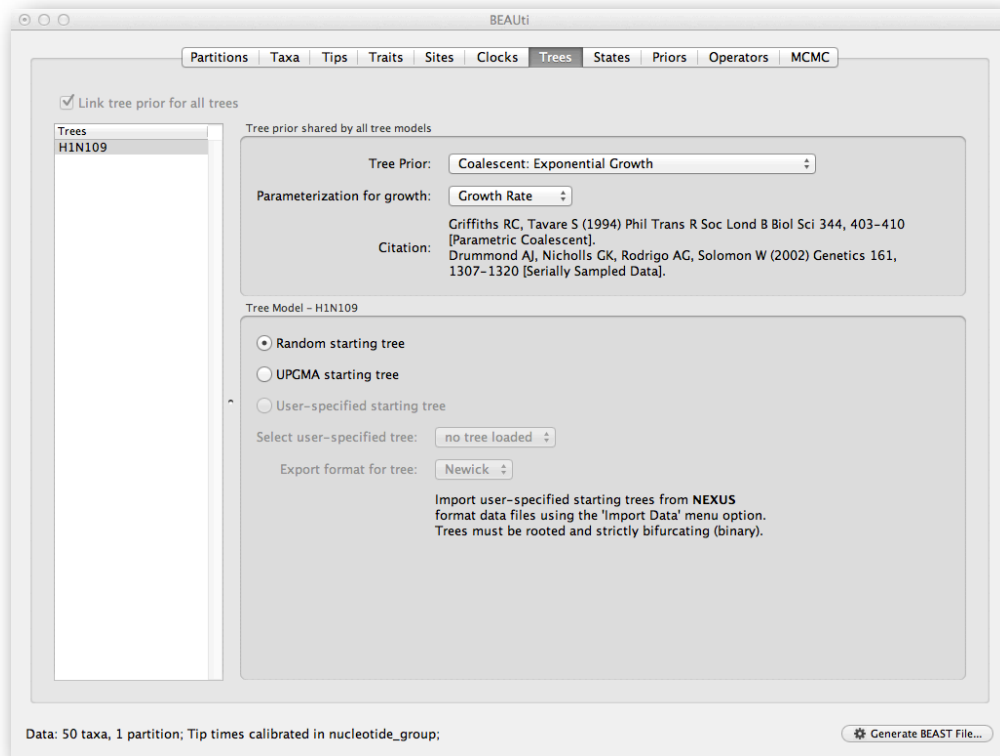 BEAUti
Partitions Taxa Tips Traits Sites Clocks Trees States Priors Operators MCMC
Link tree prior for all trees
Trees
H1N109
Tree prior shared by all tree models
Tree Prior: Coalescent: Exponential Growth
Parameterization for growth: Growth Rate
Citation:
Griffiths RC, Tavare S (1994) Phil Trans R Soc Lond B Biol Sci 344, 403-410
[Parametric Coalescent].
Drummond AJ, Nicholls GK, Rodrigo AG, Solomon W (2002) Genetics 161,
1307-1320 [Serially Sampled Data].
Tree Model - H1N109
Random starting tree
UPGMA starting tree
User-specified starting tree
Select user-specified tree: no tree loaded
Export format for tree: Newick
Import user-specified starting trees from NEXUS
format data files using the 'Import Data' menu option.
Trees must be rooted and strictly bifurcating (binary).
Data: 50 taxa, 1 partition; Tip times calibrated in nucleotide_group;
Generate BEAST File...